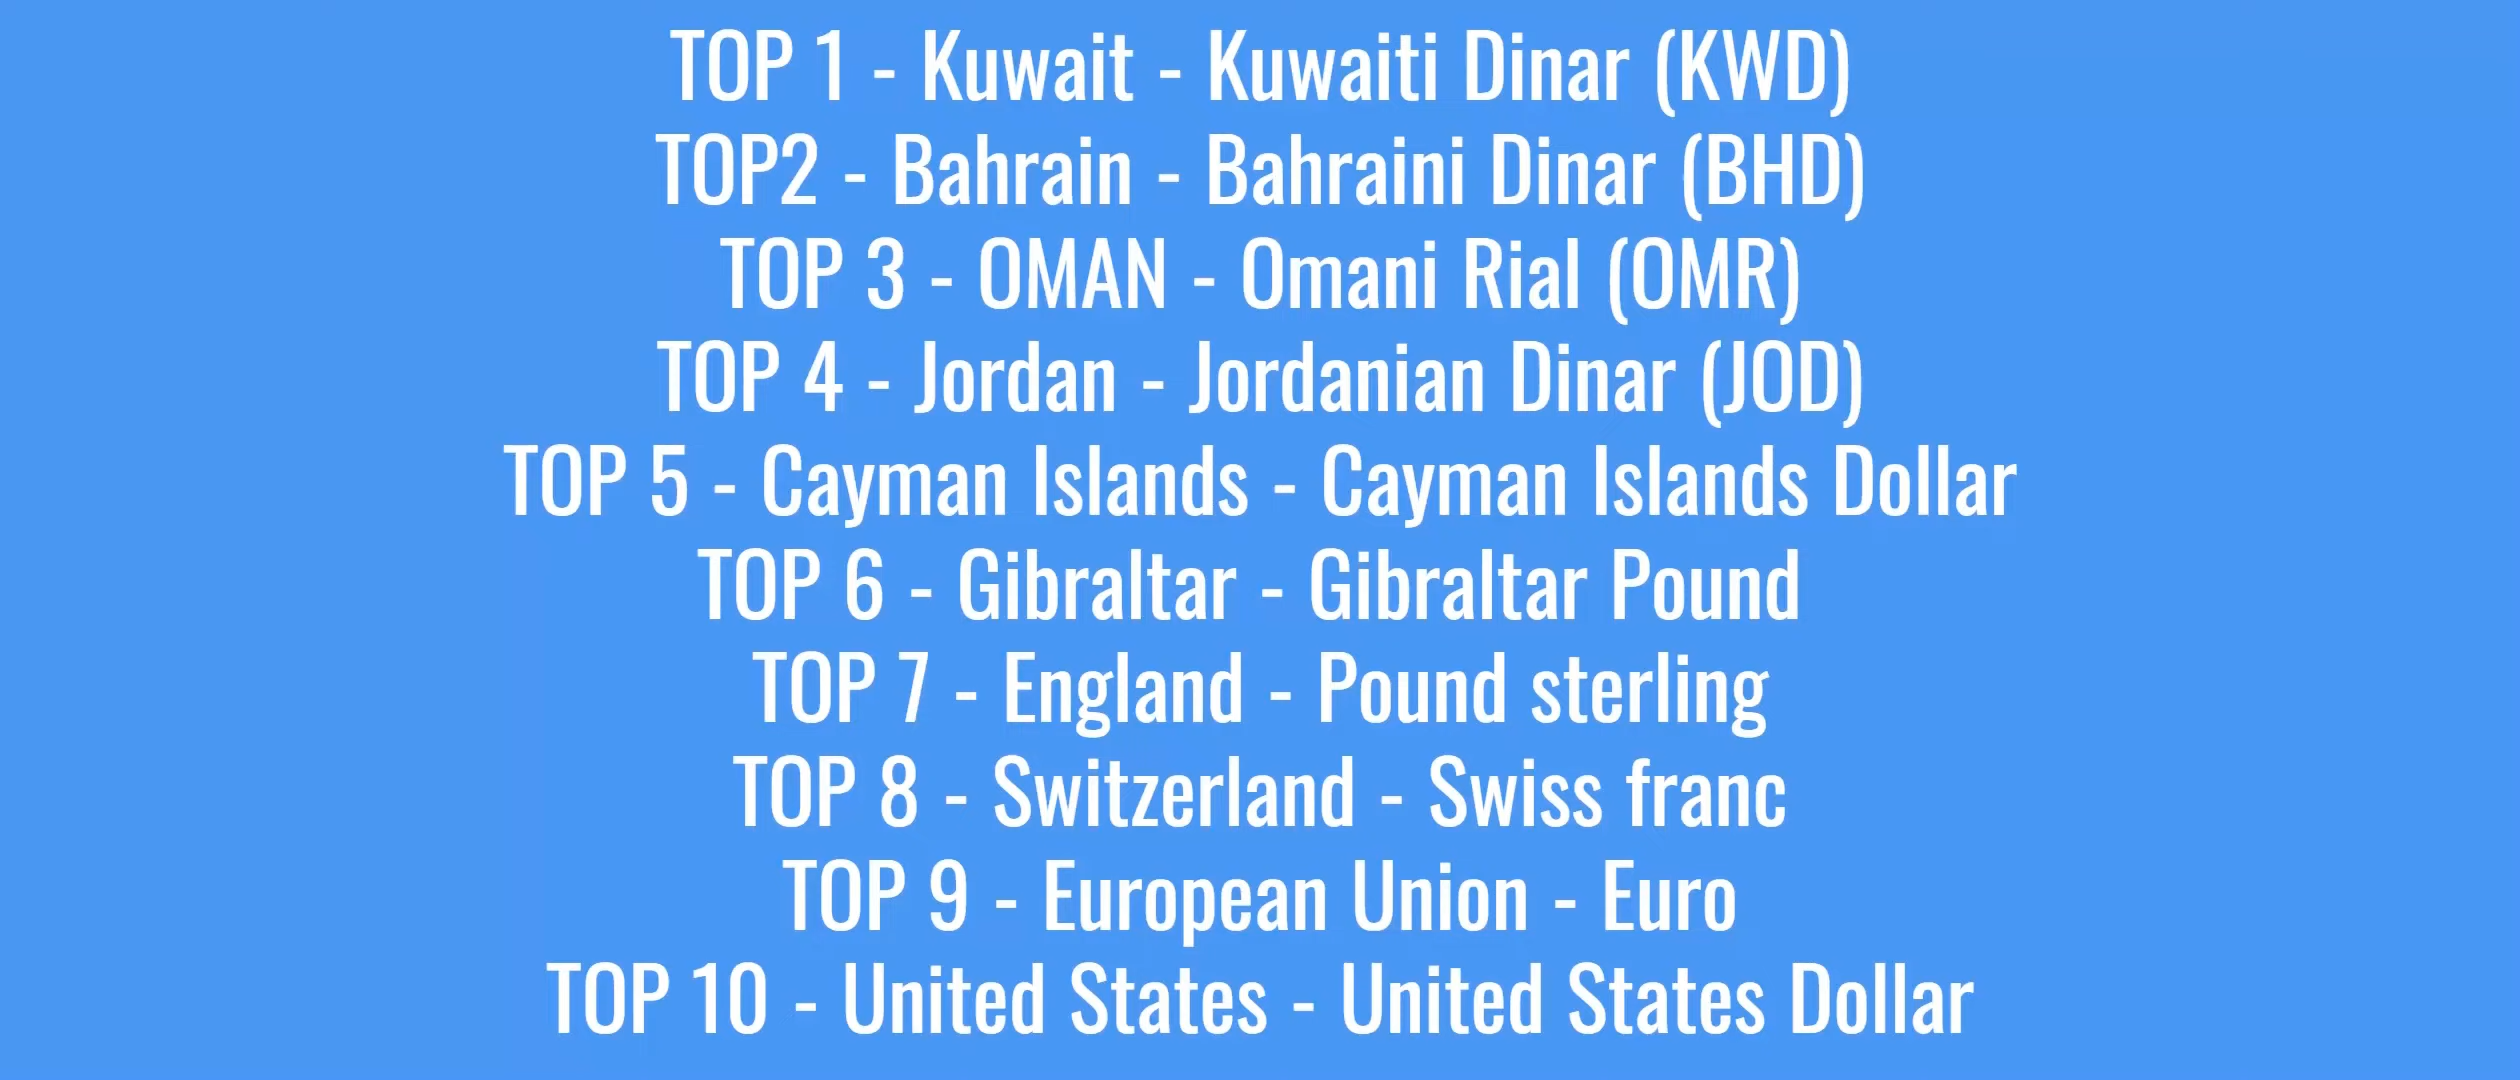 TOP 1 - Kuwait - Kuwaiti Dinar (KWD)
TOP2 - Bahrain - Bahraini Dinar (BHD)
TOP 3 - OMAN - Omani Rial (OMR)
TOP 4 - Jordan - Jordanian Dinar (JOD)
TOP 5 - Cayman Islands - Cayman Islands Dollar
TOP 6 - Gibraltar - Gibraltar Pound
TOP 7 - England - Pound sterling
TOP 8 - Switzerland - Swiss franc
TOP 9 - European Union - Euro
TOP 10 - United States - United States Dollar